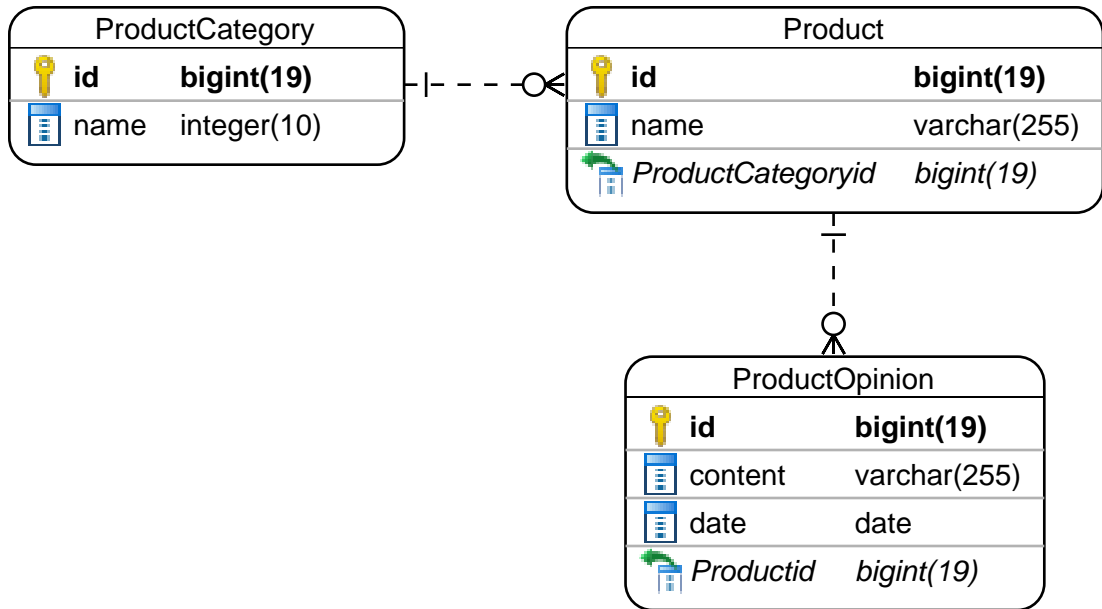 ProductCategory
id bigint(19)
name integer(10)
Product
id bigint(19)
name varchar(255)
ProductCategoryid bigint(19)
ProductOpinion
id bigint(19)
content varchar(255)
date date
Productid bigint(19)